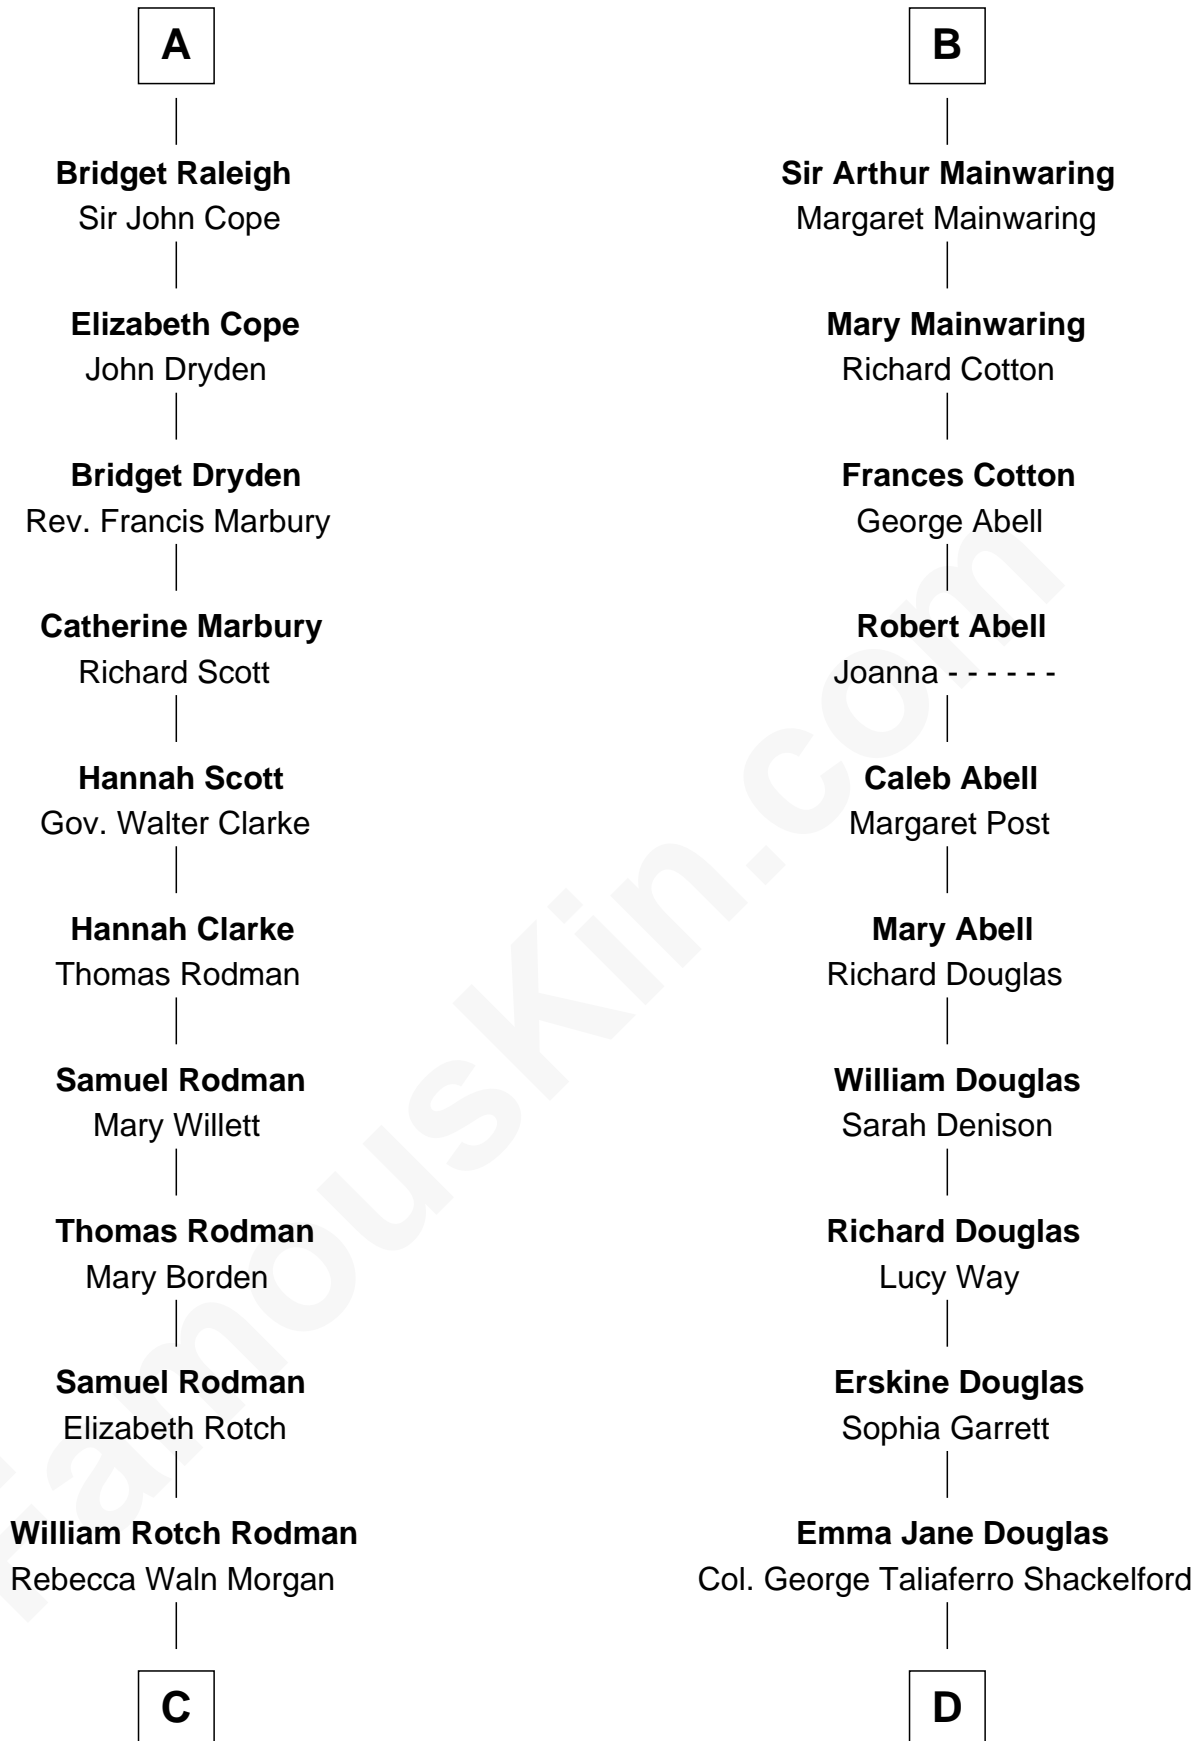 A
Bridget Raleigh
Sir John Cope
Elizabeth Cope
John Dryden
Bridget Dryden
Rev. Francis Marbury
Catherine Marbury
Richard Scott
Hannah Scott
Gov. Walter Clarke
Hannah Clarke
Thomas Rodman
Samuel Rodman
Mary Willett
Thomas Rodman
Mary Borden
Samuel Rodman
Elizabeth Rotch
William Rotch Rodman
Rebecca Waln Morgan
C
B
Sir Arthur Mainwaring
Margaret Mainwaring
Mary Mainwaring
Richard Cotton
Frances Cotton
George Abell
Robert Abell
Joanna - - - - - -
Caleb Abell
Margaret Post
Mary Abell
Richard Douglas
William Douglas
Sarah Denison
Richard Douglas
Lucy Way
Erskine Douglas
Sophia Garrett
Emma Jane Douglas
Col. George Taliaferro Shackelford
D
FamousKin.com